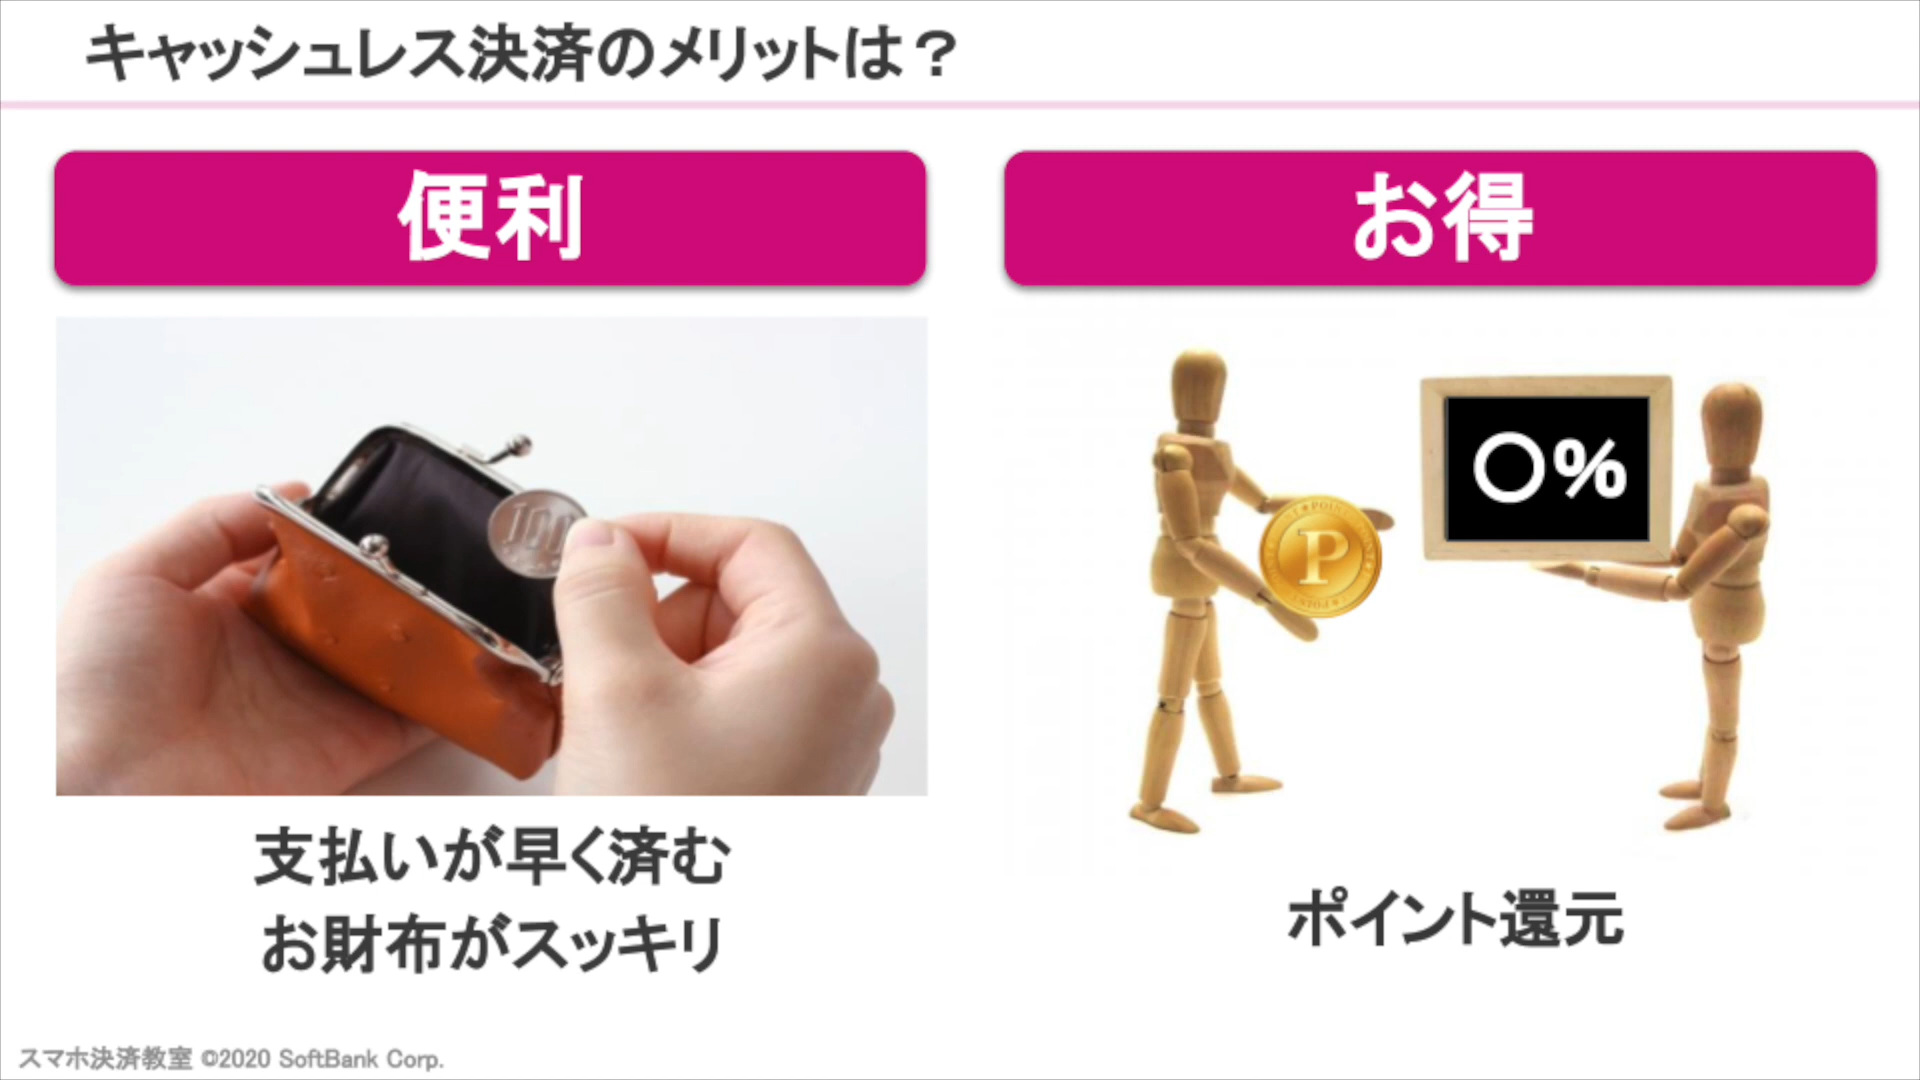 キャッシュレス決済のメリットは？
便利
お得
100
P
〇%
支払いが早く済む
お財布がスッキリ
ポイント還元
スマホ決済教室 ©2020 SoftBank Corp.